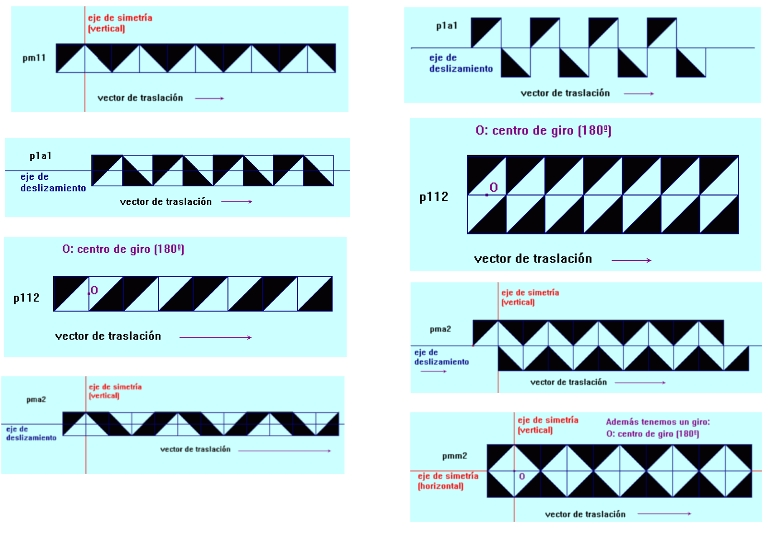 eje de simetría
(vertical)
pm11
vector de traslación
p1a1
eje de
deslizamiento
vector de traslación
p1a1
eje de
deslizamiento
vector de traslación
O: centro de giro (180º)
p112
O
vector de traslación
O: centro de giro (180º)
p112
O
vector de traslación
eje de simetría
(vertical)
pma2
eje de
deslizamiento
vector de traslación
eje de simetría
(vertical)
pma2
eje de
deslizamiento
vector de traslación
eje de simetría
(vertical)
Además tenemos un giro:
O: centro de giro (180º)
pmm2
eje de simetría
(horizontal)
O
vector de traslación